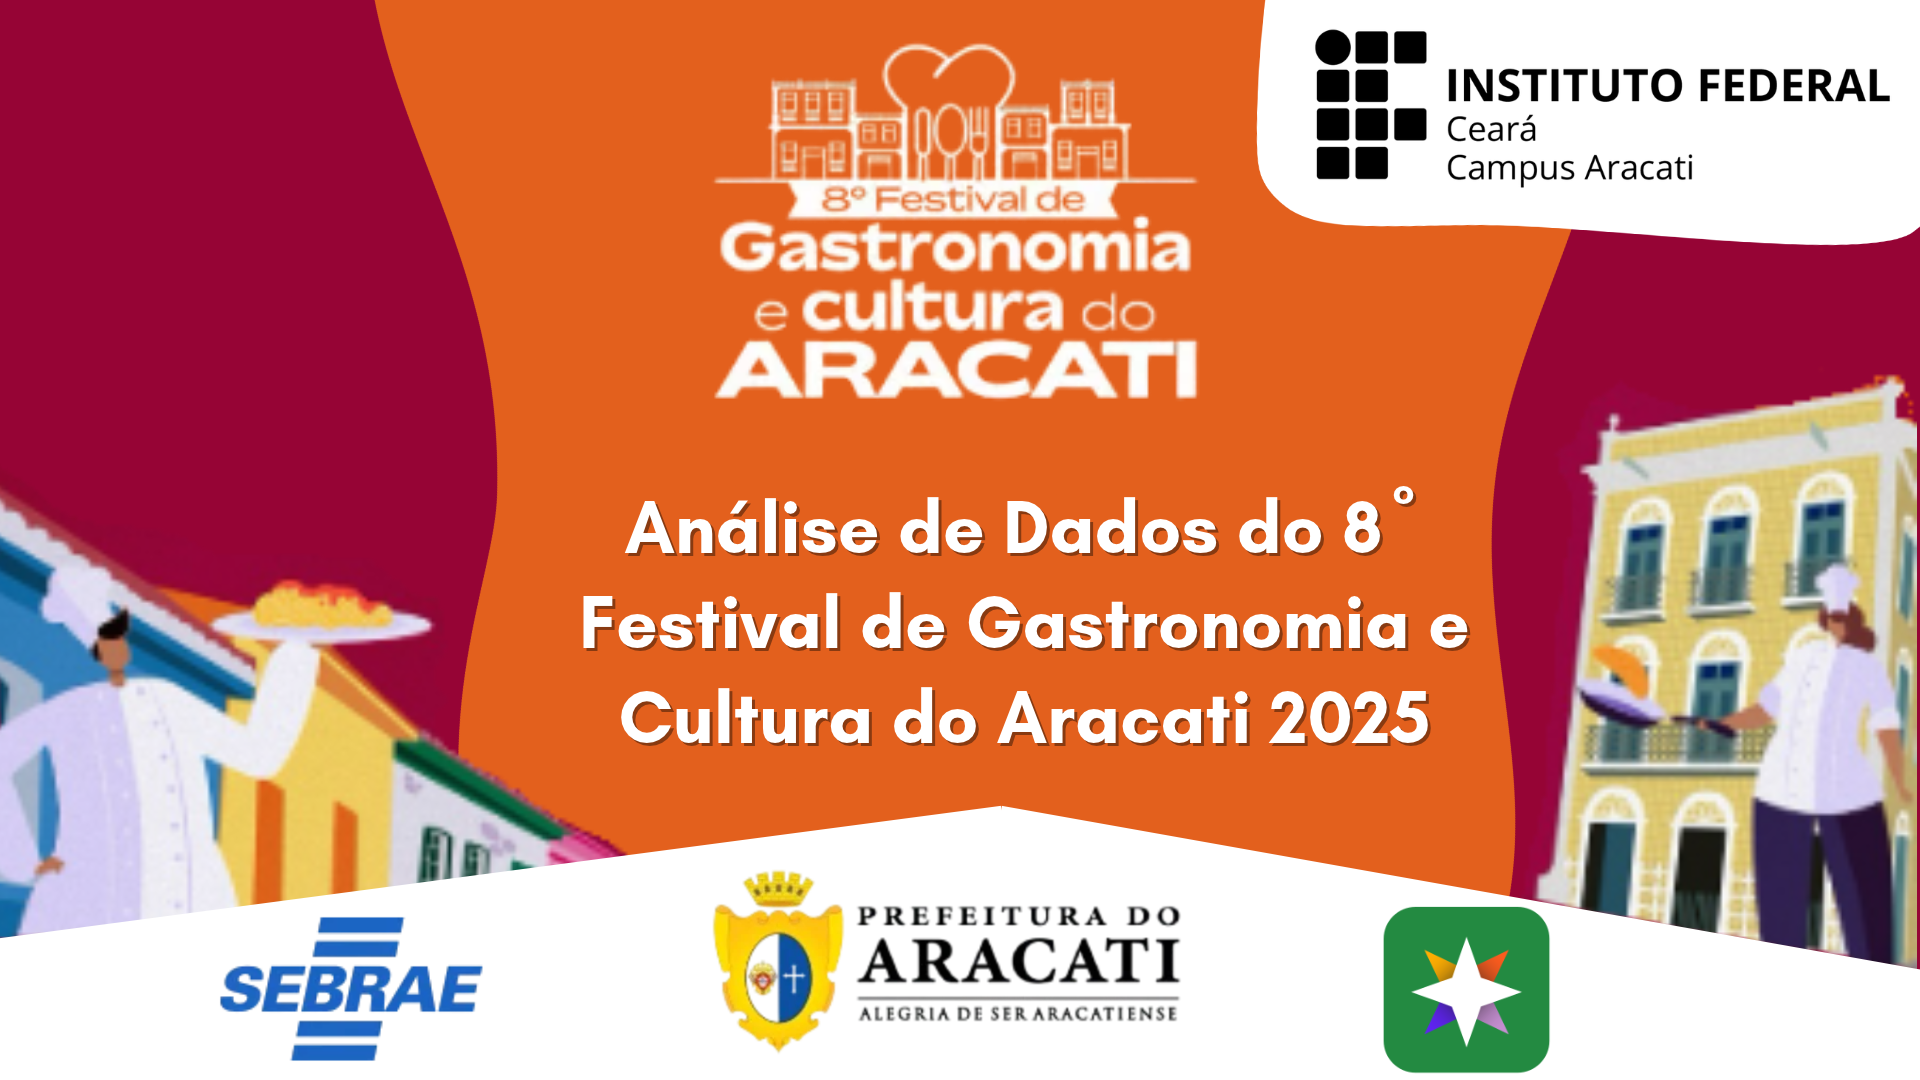 8º Festival de
Gastronomia
e cultura do
ARACATI
INSTITUTO FEDERAL
Ceará
Campus Aracati
Análise de Dados do 8°
Festival de Gastronomia e
Cultura do Aracati 2025
SEBRAE
PREFEITURA DO
ARACATI
ALEGRIA DE SER ARACATIENSE